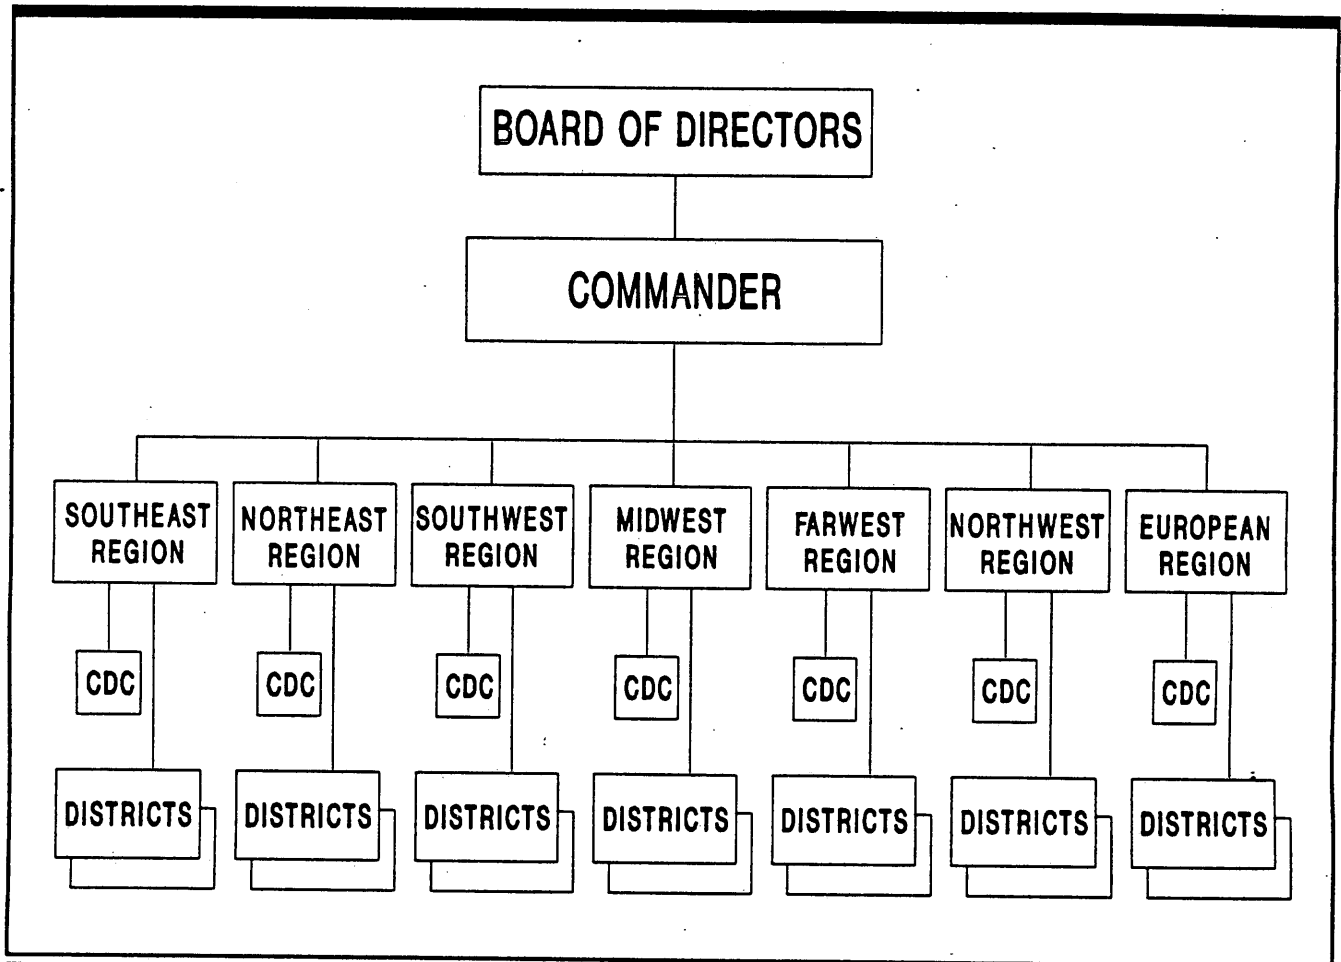 BOARD OF DIRECTORS
COMMANDER
SOUTHEAST
REGION
NORTHEAST
REGION
SOUTHWEST
REGION
MIDWEST
REGION
FARWEST
REGION
NORTHWEST
REGION
EUROPEAN
REGION
CDC
CDC
CDC
CDC
CDC
CDC
CDC
DISTRICTS
DISTRICTS
DISTRICTS
DISTRICTS
DISTRICTS
DISTRICTS
DISTRICTS